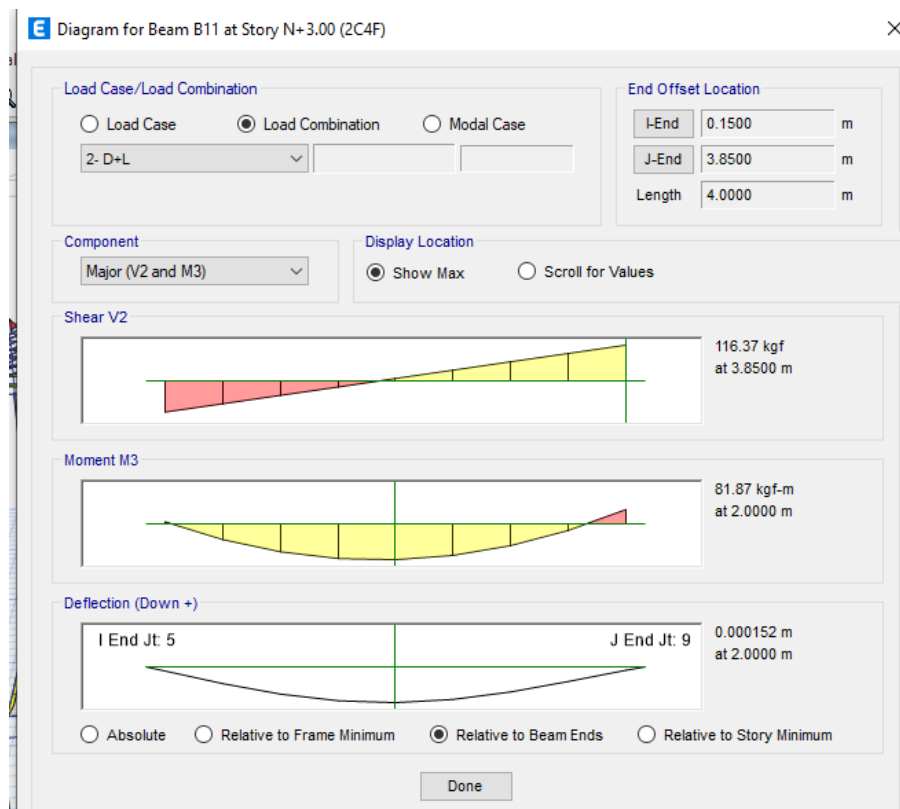 E Diagram for Beam B11 at Story N+3.00 (2C4F)
Load Case/Load Combination
Load Case Load Combination Modal Case
2- D+L
End Offset Location
I-End 0.1500 m
J-End 3.8500 m
Length 4.0000 m
Component
Major (V2 and M3)
Display Location
Show Max Scroll for Values
Shear V2
116.37 kgf
at 3.8500 m
Moment M3
81.87 kgf-m
at 2.0000 m
Deflection (Down +)
I End Jt: 5 J End Jt: 9
0.000152 m
at 2.0000 m
Absolute Relative to Frame Minimum Relative to Beam Ends Relative to Story Minimum
Done